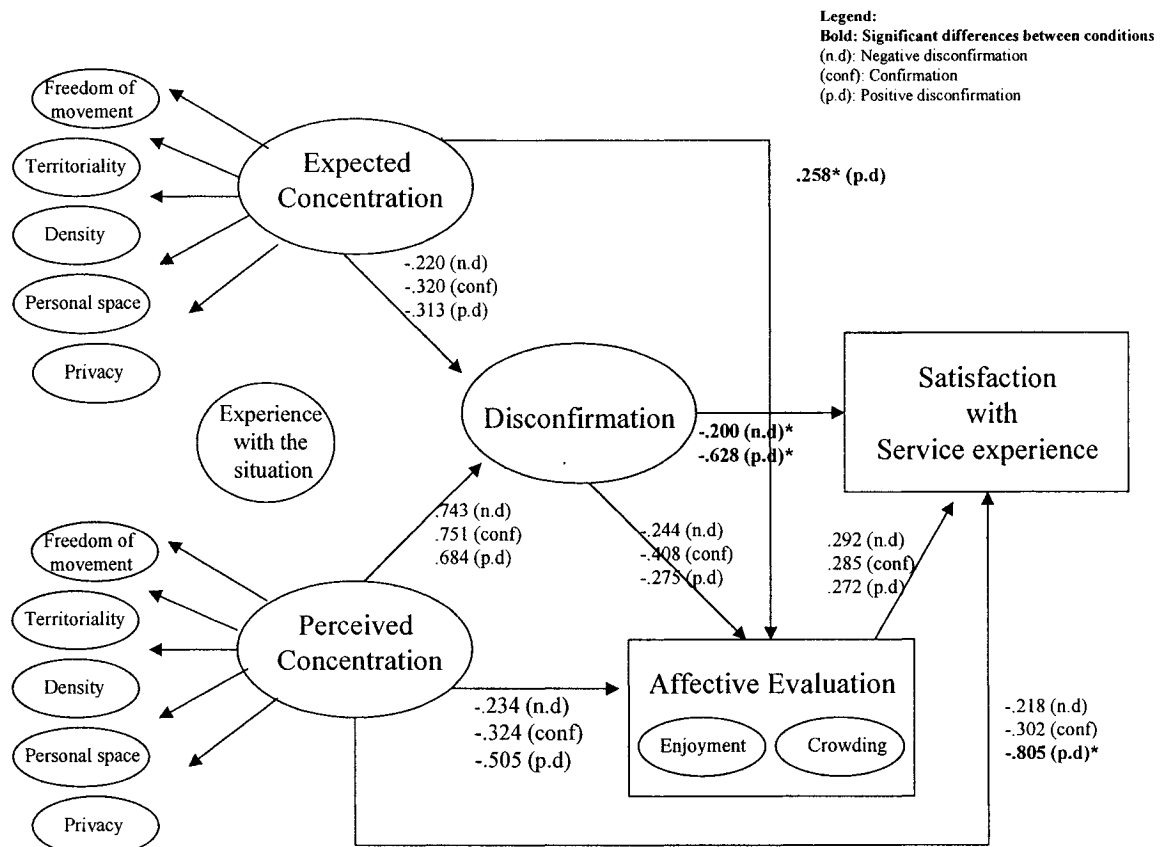 Legend:
Bold: Significant differences between conditions
(n.d): Negative disconfirmation
(conf): Confirmation
(p.d): Positive disconfirmation
Freedom of
movement
Territoriality
Density
Personal space
Privacy
Expected
Concentration
.258* (p.d)
-.220 (n.d)
-.320 (conf)
-.313 (p.d)
Experience
with the
situation
Disconfirmation
-.200 (n.d)*
-.628 (p.d)*
Satisfaction
with
Service experience
.743 (n.d)
.751 (conf)
.684 (p.d)
-.244 (n.d)
-.408 (conf)
-.275 (p.d)
.292 (n.d)
.285 (conf)
.272 (p.d)
Freedom of
movement
Territoriality
Density
Personal space
Privacy
Perceived
Concentration
-.234 (n.d)
-.324 (conf)
-.505 (p.d)
Affective Evaluation
Enjoyment
Crowding
-.218 (n.d)
-.302 (conf)
-.805 (p.d)*